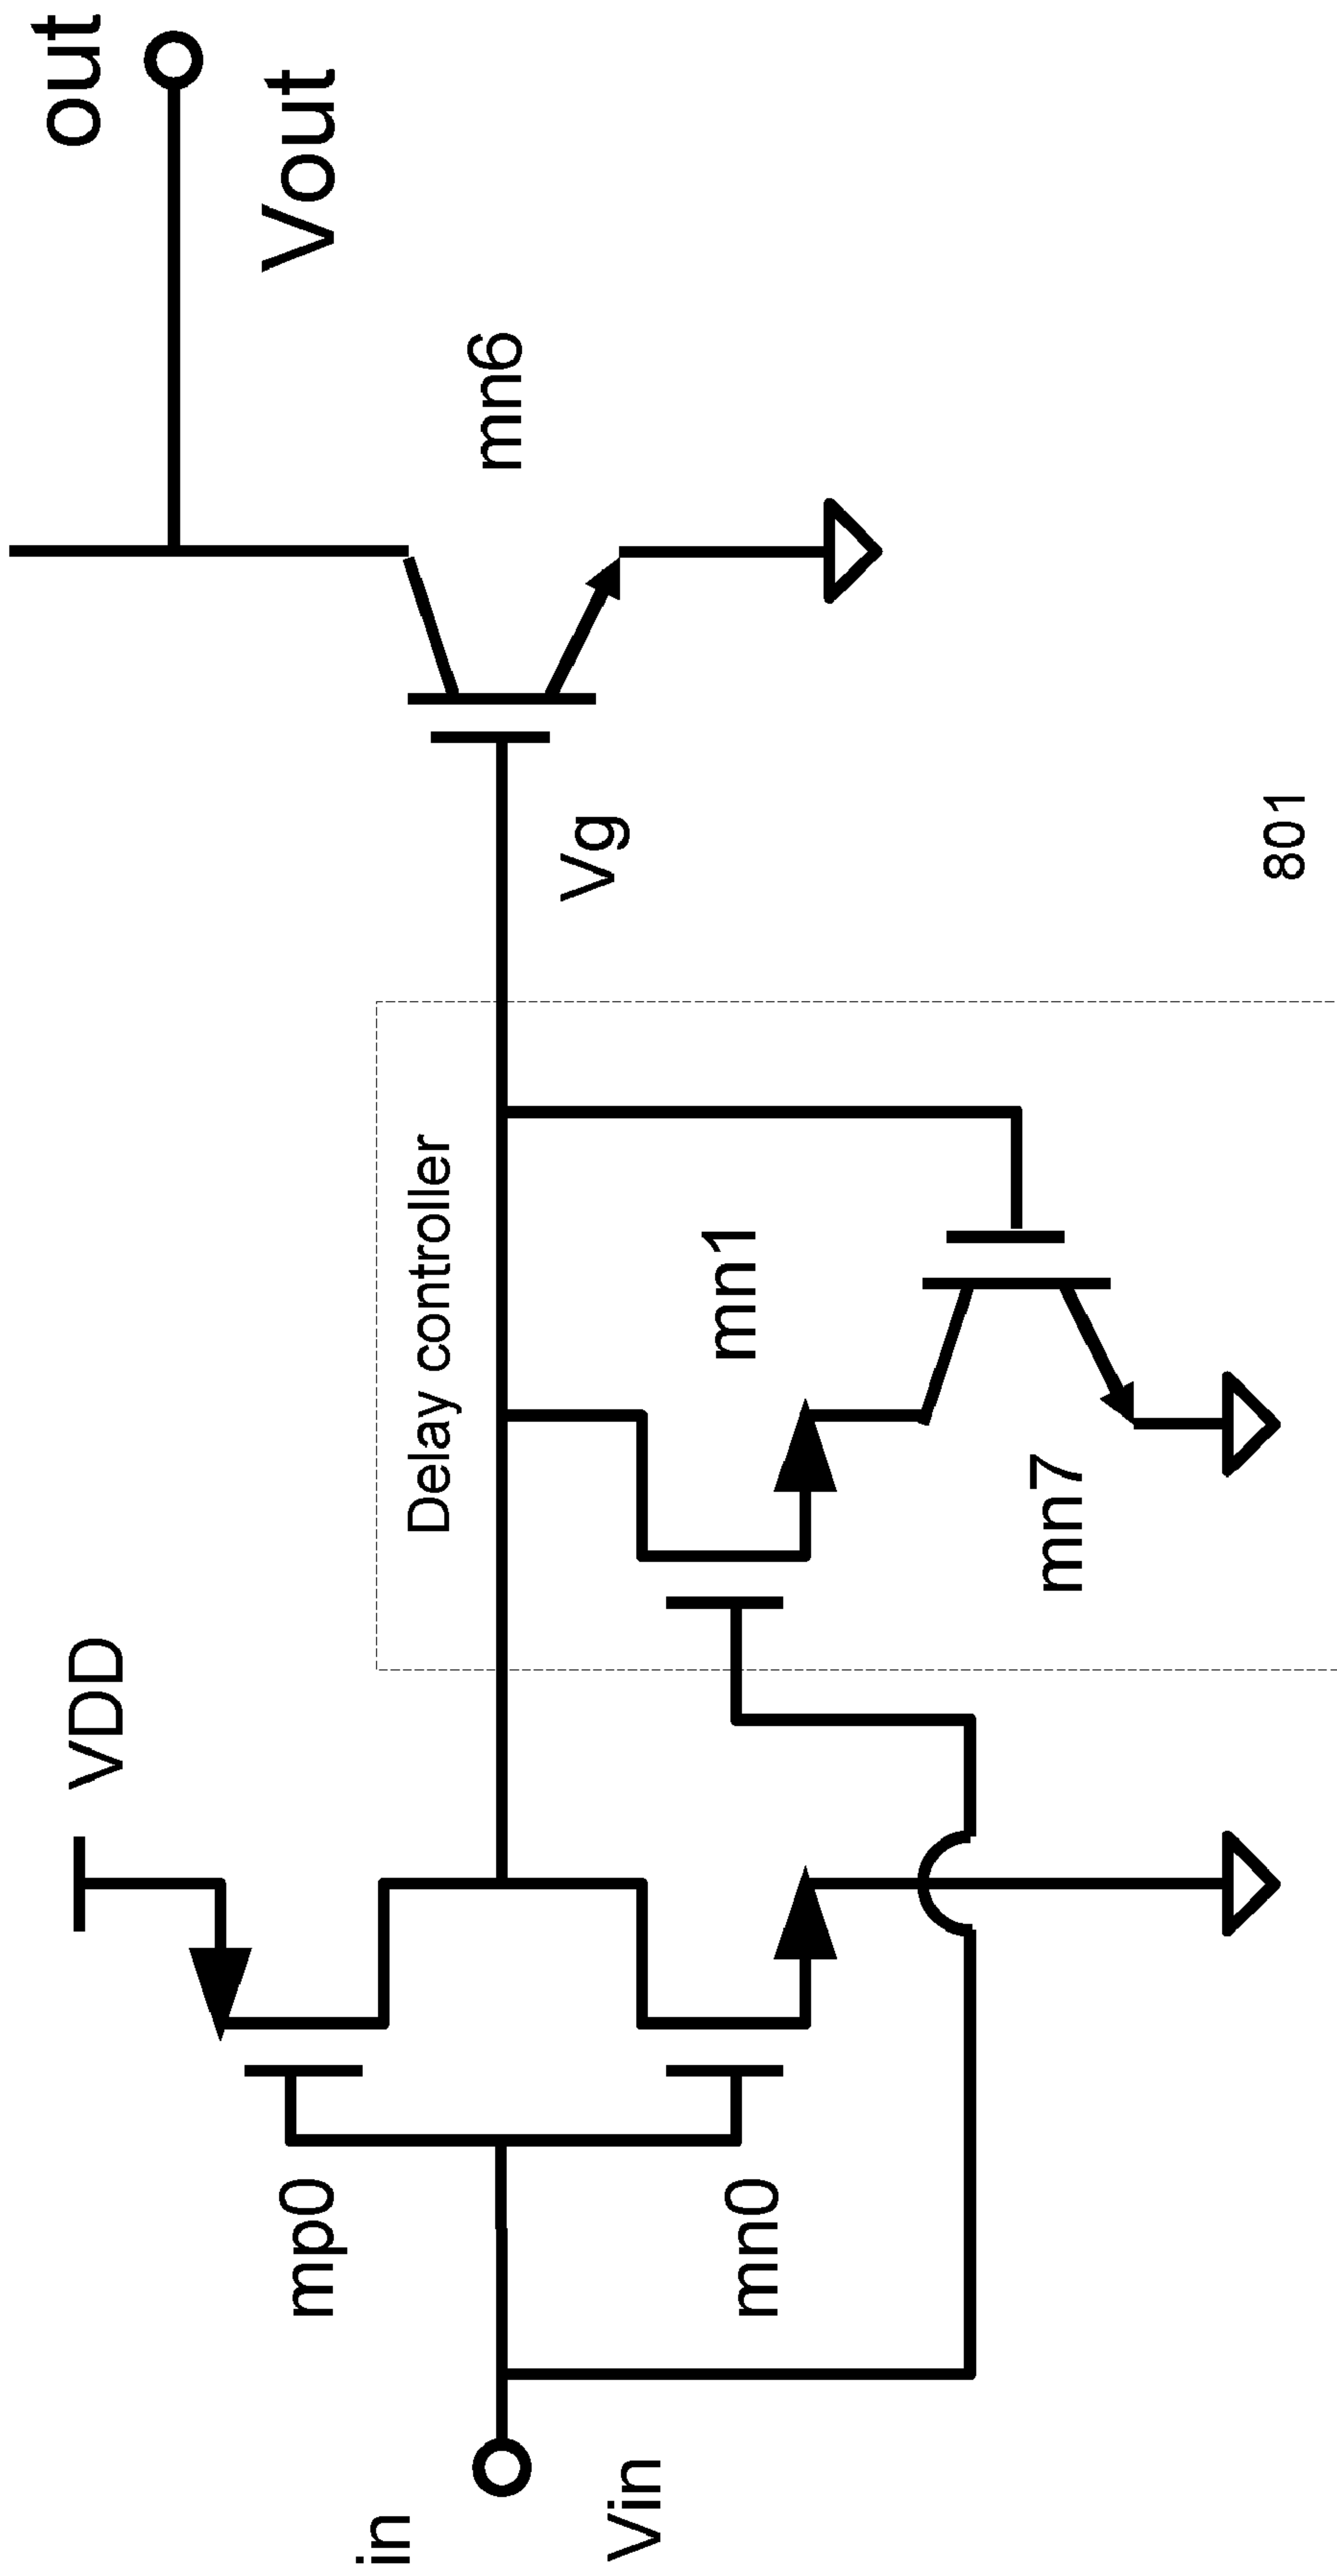 in
Vin
mp0
mn0
VDD
Delay controller
mn1
mn7
801
Vg
mn6
Vout
out